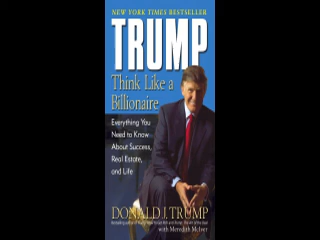 NEW YORK TIMES BESTSELLER
TRUMP
Think Like a
Billionaire
Everything You
Need to Know
About Success,
Real Estate,
and Life
DONALD J. TRUMP
with Meredith McIver